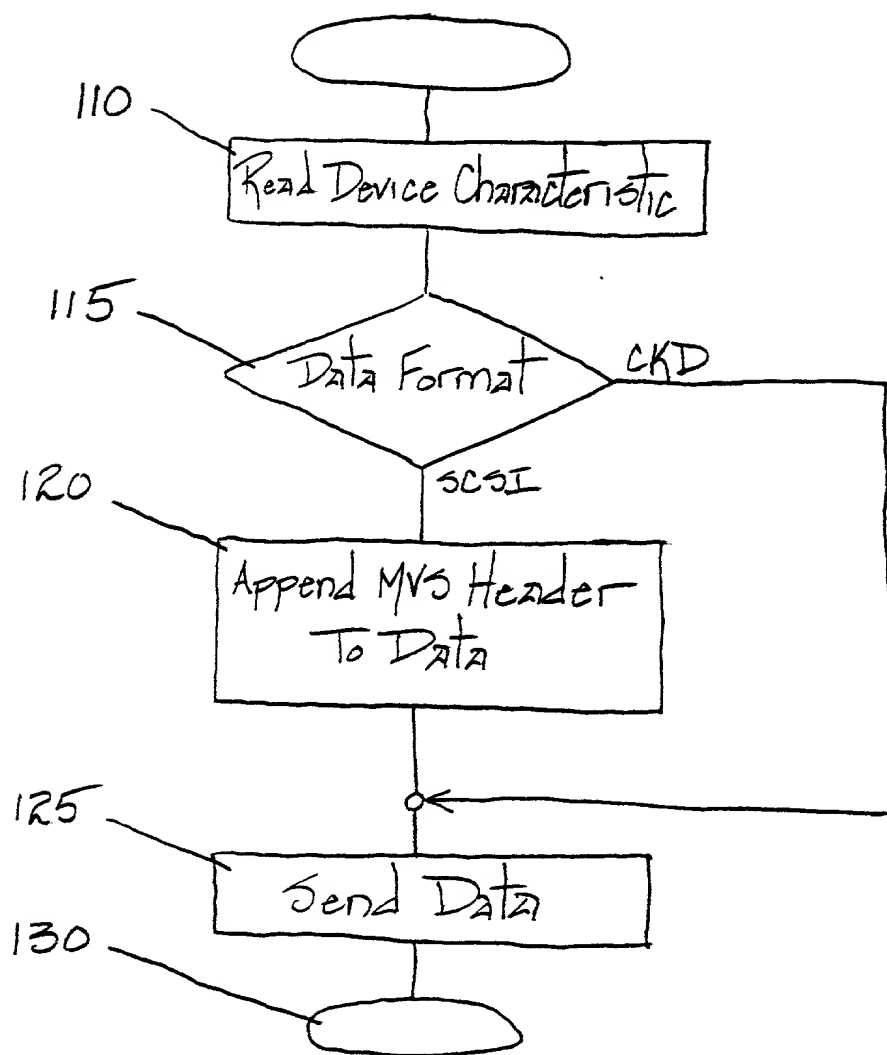 110
Read Device Characteristic
115
Data Format
CKD
SCSI
120
Append MVS Header
To Data
125
Send Data
130